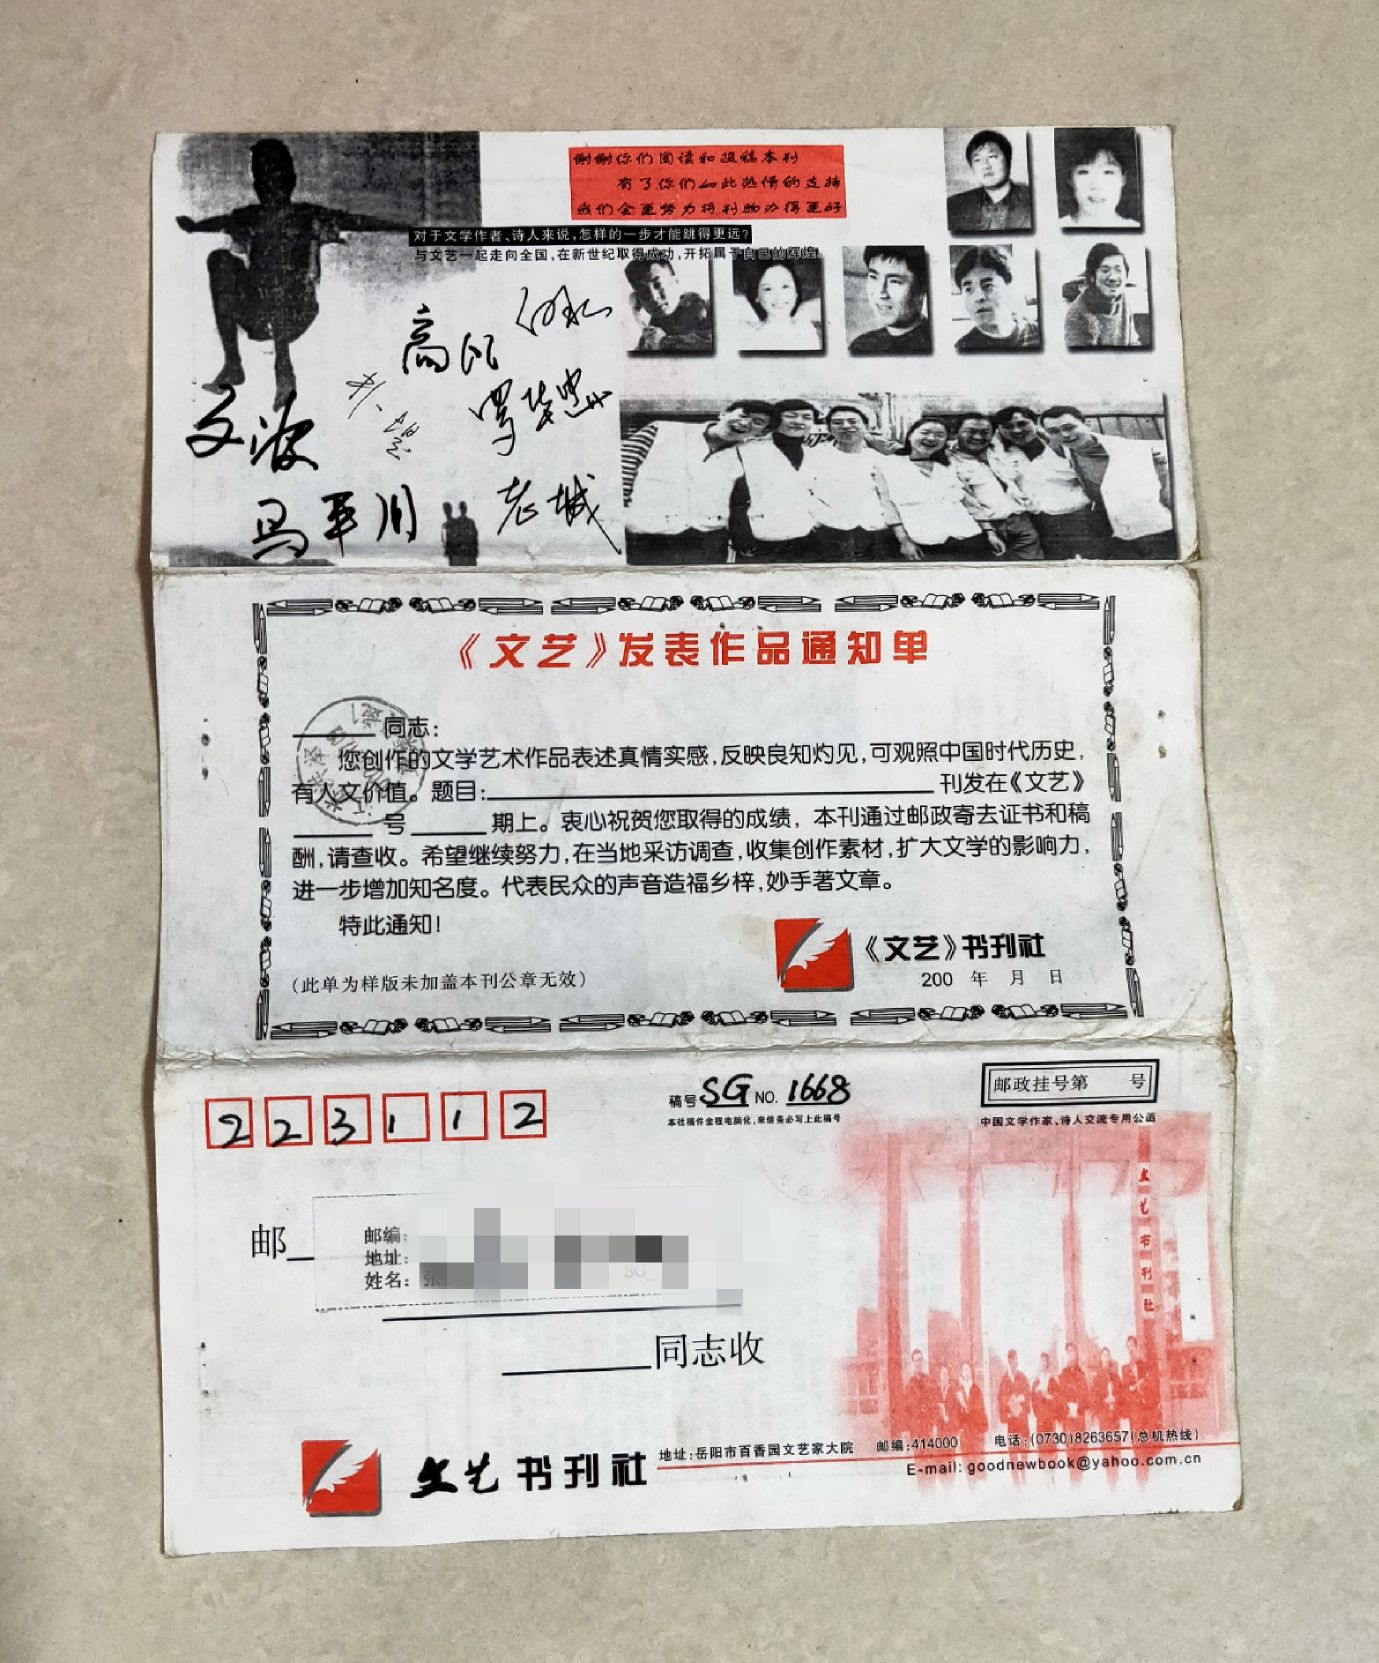 谢谢你们阅读和投稿本刊
有了你们如此热情的支持
我们会更努力将刊物办得更好
对于文学作者、诗人来说,怎样的一步才能跳得更远?
与文艺一起走向全国,在新世纪取得成功,开拓属于自己的辉煌。
文波
马平川
老城
《文艺》发表作品通知单
同志:
您创作的文学艺术作品表述真情实感,反映良知灼见,可观照中国时代历史,
有人文价值。题目: 刊发在《文艺》
号 期上。衷心祝贺您取得的成绩, 本刊通过邮政寄去证书和稿
酬,请查收。希望继续努力,在当地采访调查,收集创作素材,扩大文学的影响力,
进一步增加知名度。代表民众的声音造福乡梓,妙手著文章。
特此通知!
《文艺》书刊社
(此单为样版未加盖本刊公章无效)
200 年 月 日
223112
稿号 SG NO. 1668
本社稿件全程电脑化,来信务必写上此稿号
邮政挂号第 号
中国文学作家、诗人交流专用公函
文艺书刊社
邮
邮编:
地址:
姓名: 张
SG
同志收
文艺书刊社
地址:岳阳市百香园文艺家大院 邮编:414000 电话:(0730)8263657(总机热线)
E-mail: goodnewbook@yahoo.com.cn